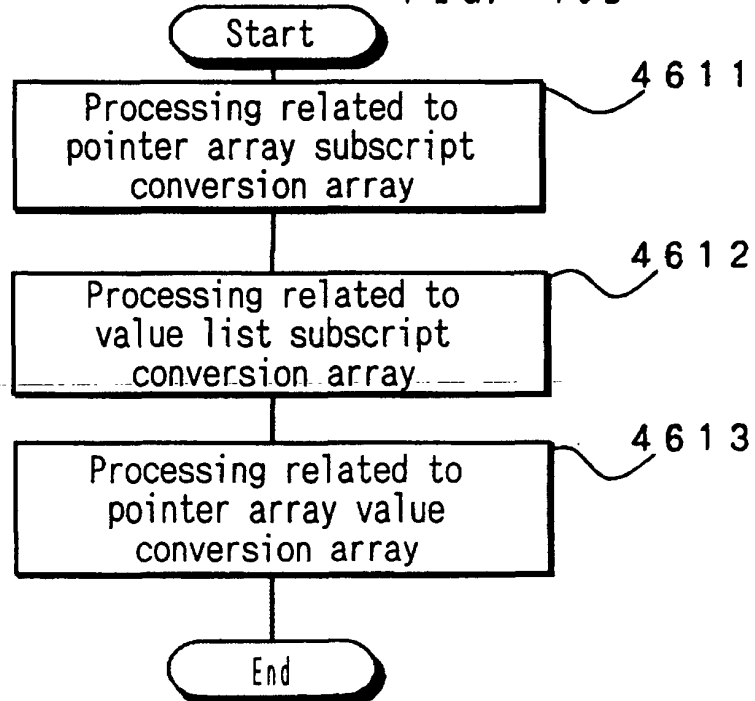 Start
4611
Processing related to
pointer array subscript
conversion array
4612
Processing related to
value list subscript
conversion array
4613
Processing related to
pointer array value
conversion array
End